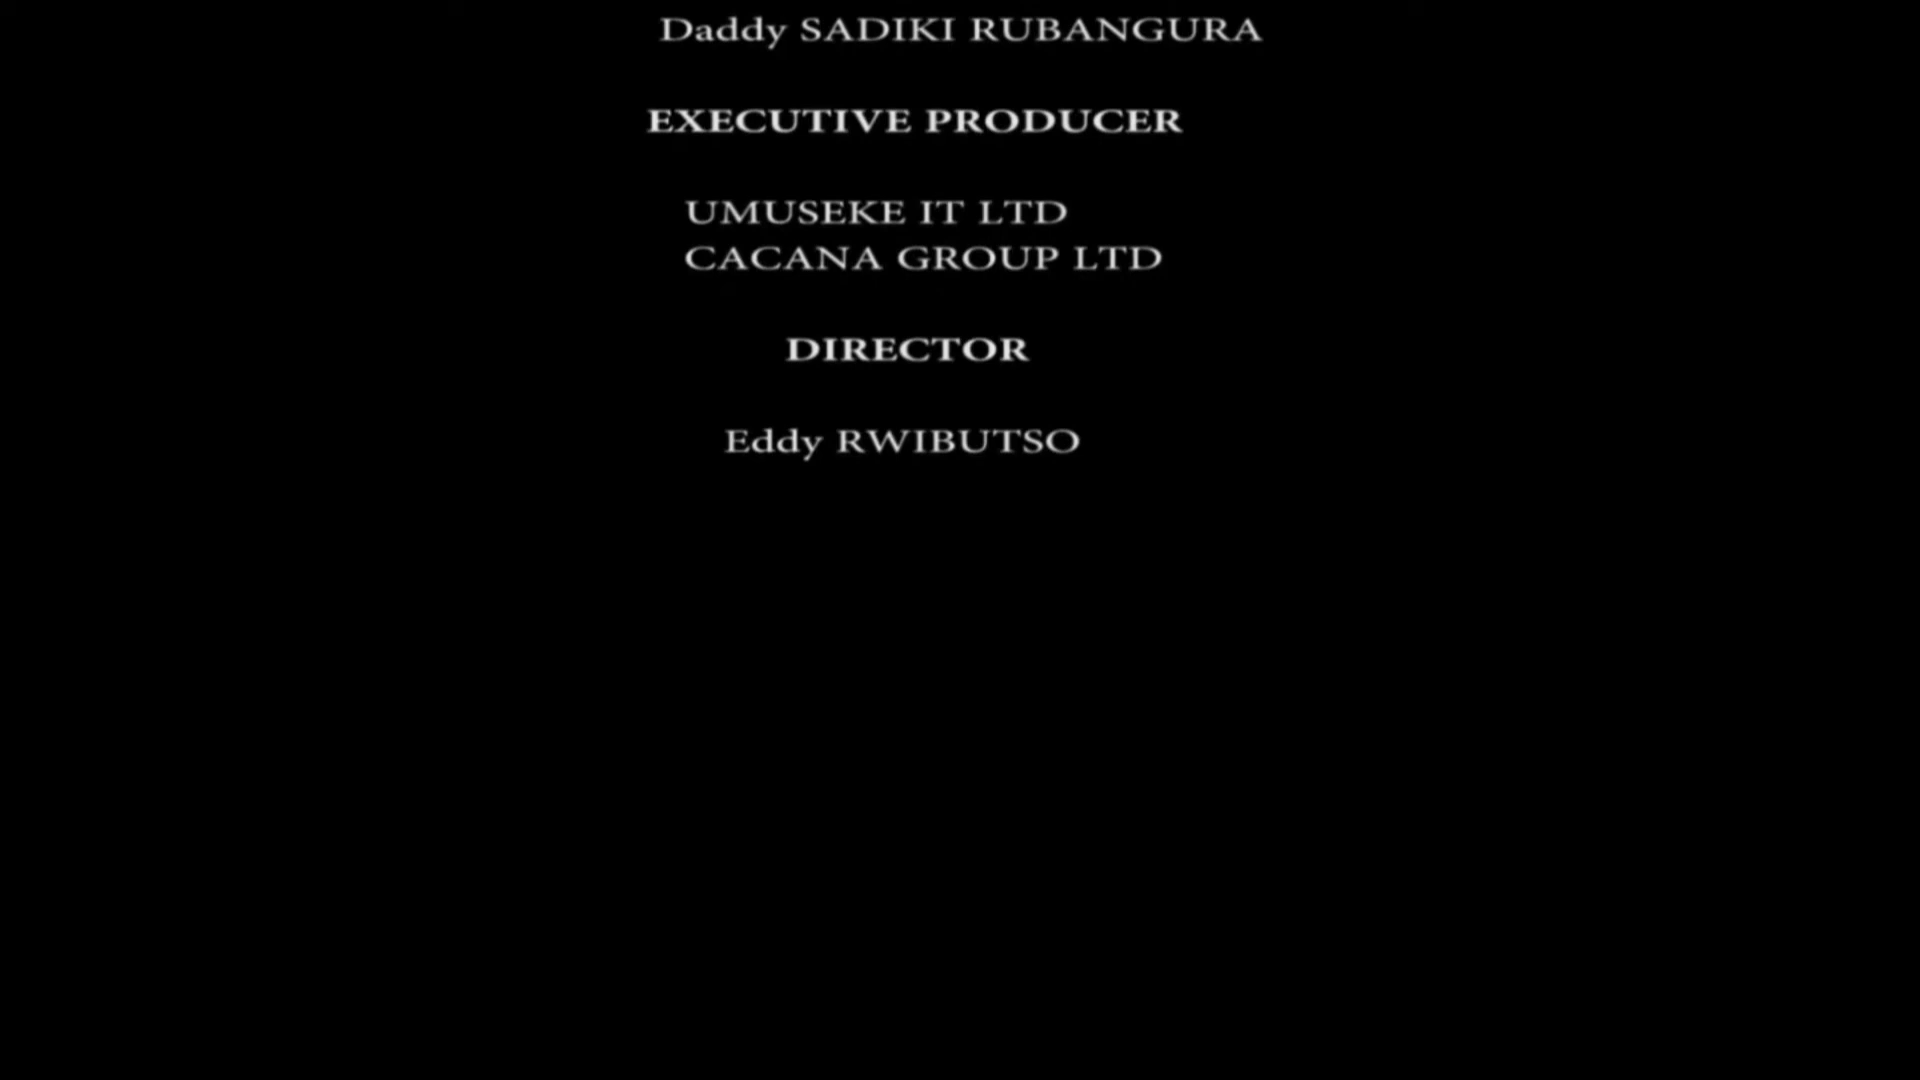 Daddy SADIKI RUBANGURA
EXECUTIVE PRODUCER
UMUSEKE IT LTD
CACANA GROUP LTD
DIRECTOR
Eddy RWIBUTSO